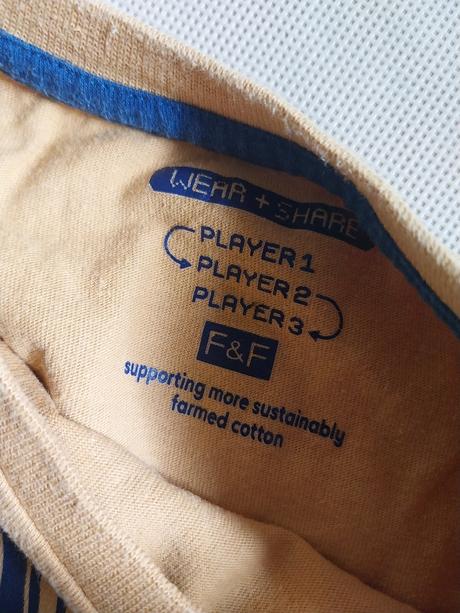 WEAR + SHARE
PLAYER 1
PLAYER 2
PLAYER 3
F&F
supporting more sustainably
farmed cotton